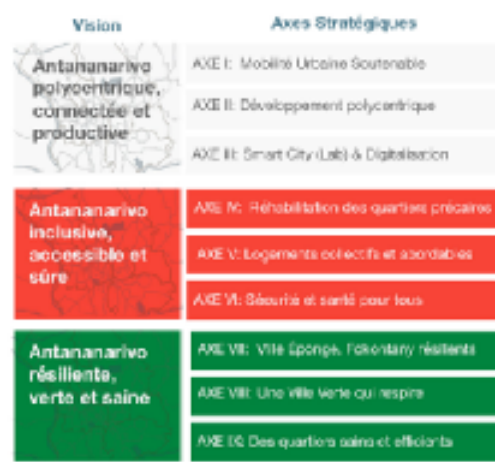 Vision
Axes Stratégiques
Antananarivo
polycentrique,
connectée et
productive
AXE I: Mobilité Urbaine Soutenable
AXE II: Développement polycentrique
AXE III: Smart City (Lab) & Digitalisation
Antananarivo
inclusive,
accessible et
sûre
AXE IV: Réhabilitation des quartiers précaires
AXE V: Logements collectifs et abordables
AXE VI: Sécurité et santé pour tous
Antananarivo
résiliente,
verte et saine
AXE VII: Ville Éponge, Fokontany résilients
AXE VIII: Une Ville Verte qui respire
AXE IX: Des quartiers sains et efficients